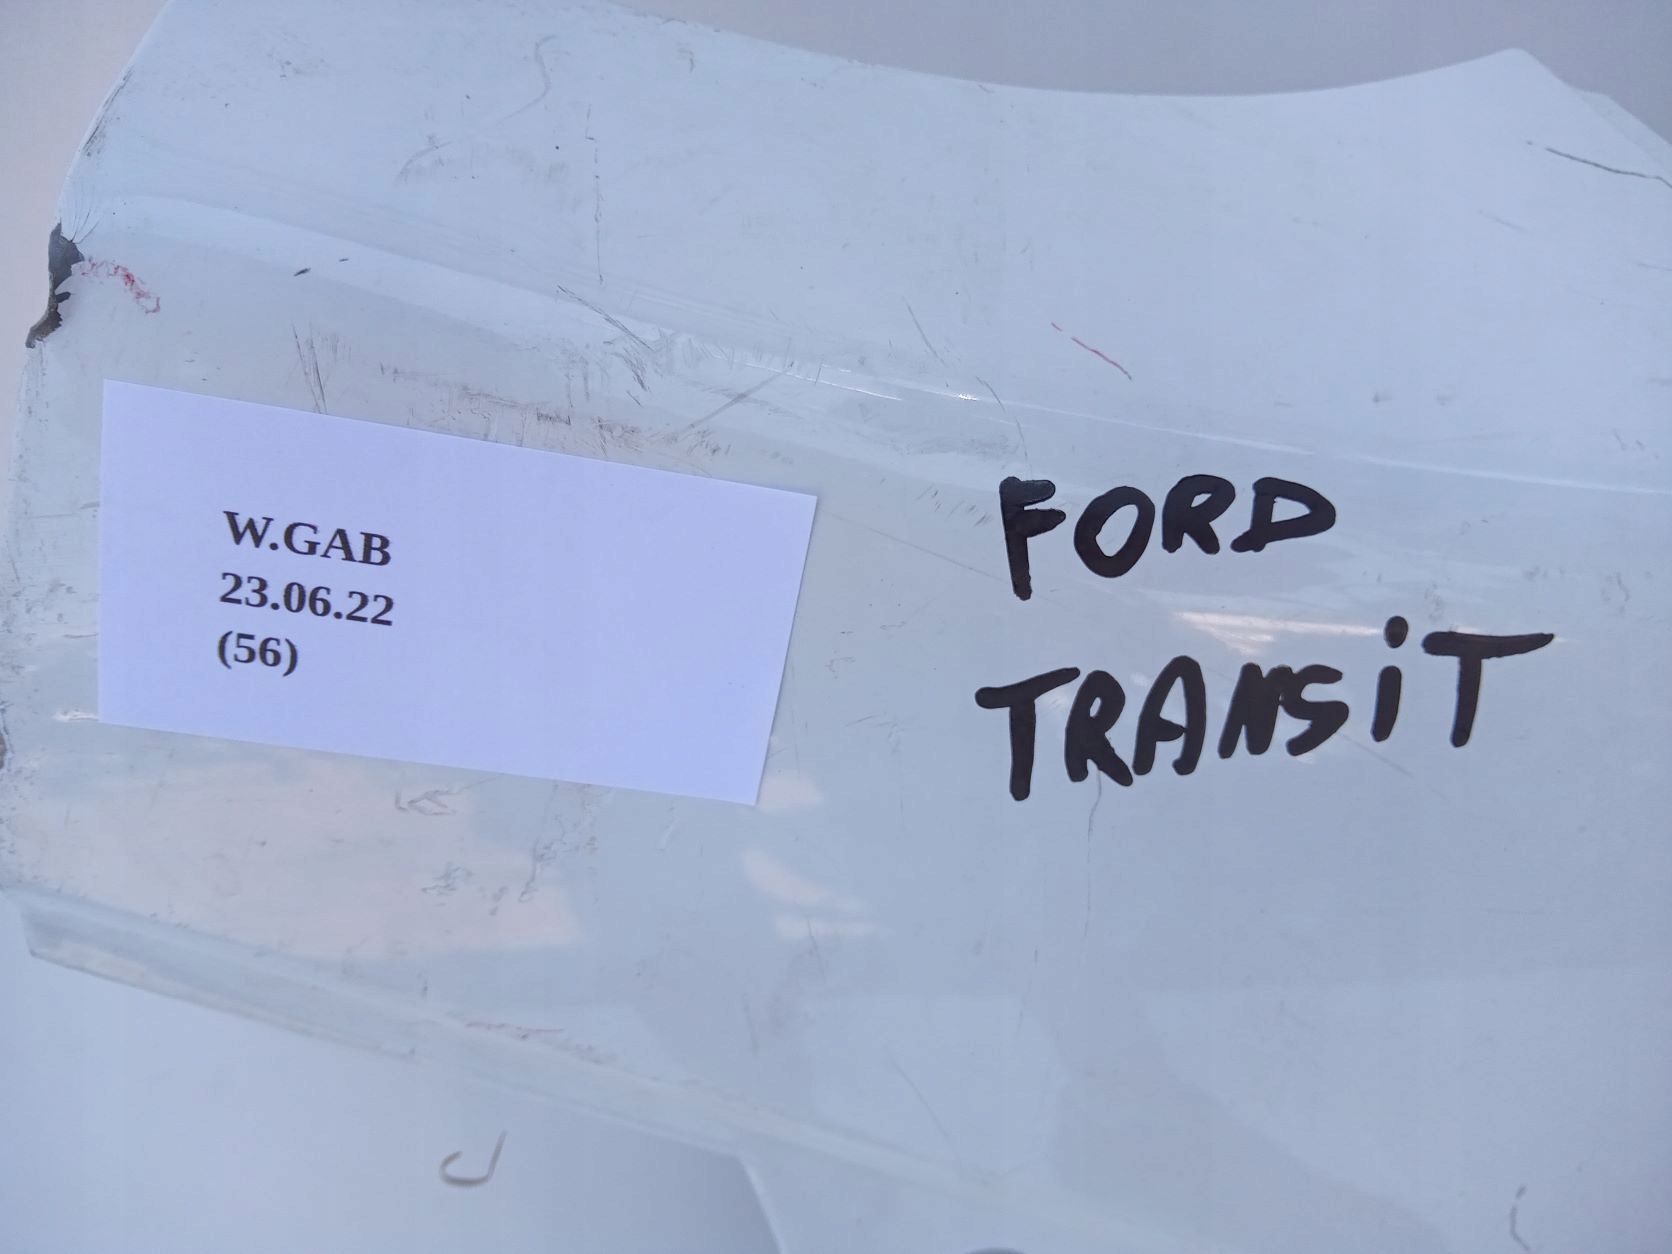 W.GAB
23.06.22
(56)
FORD
TRANSiT